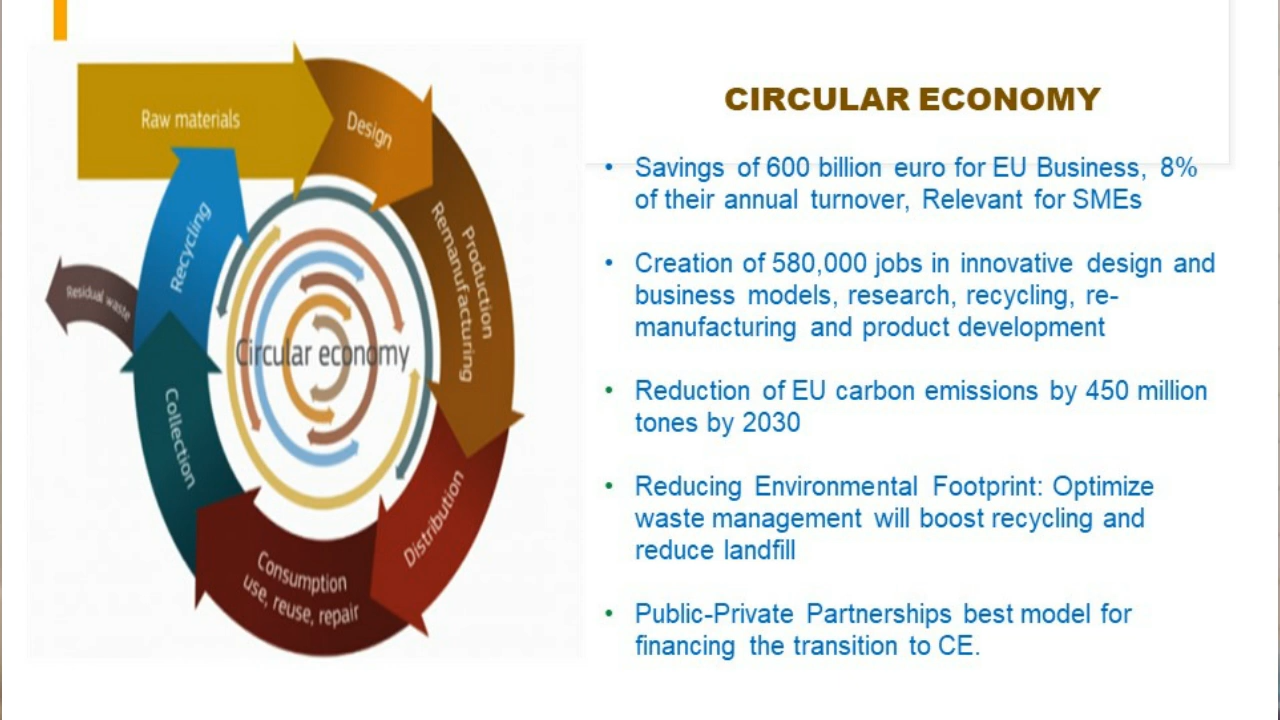 Raw materials
Design
Production
Remanufacturing
Distribution
Consumption
use, reuse, repair
Collection
Recycling
Residual waste
Circular economy
CIRCULAR ECONOMY
• Savings of 600 billion euro for EU Business, 8%
of their annual turnover, Relevant for SMEs
• Creation of 580,000 jobs in innovative design and
business models, research, recycling, re-
manufacturing and product development
• Reduction of EU carbon emissions by 450 million
tones by 2030
• Reducing Environmental Footprint: Optimize
waste management will boost recycling and
reduce landfill
• Public-Private Partnerships best model for
financing the transition to CE.